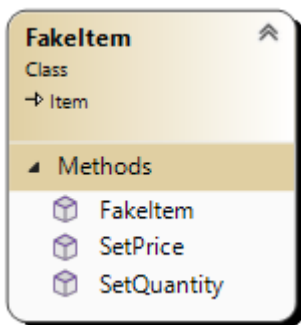 FakeItem
Class
Item
Methods
FakeItem
SetPrice
SetQuantity